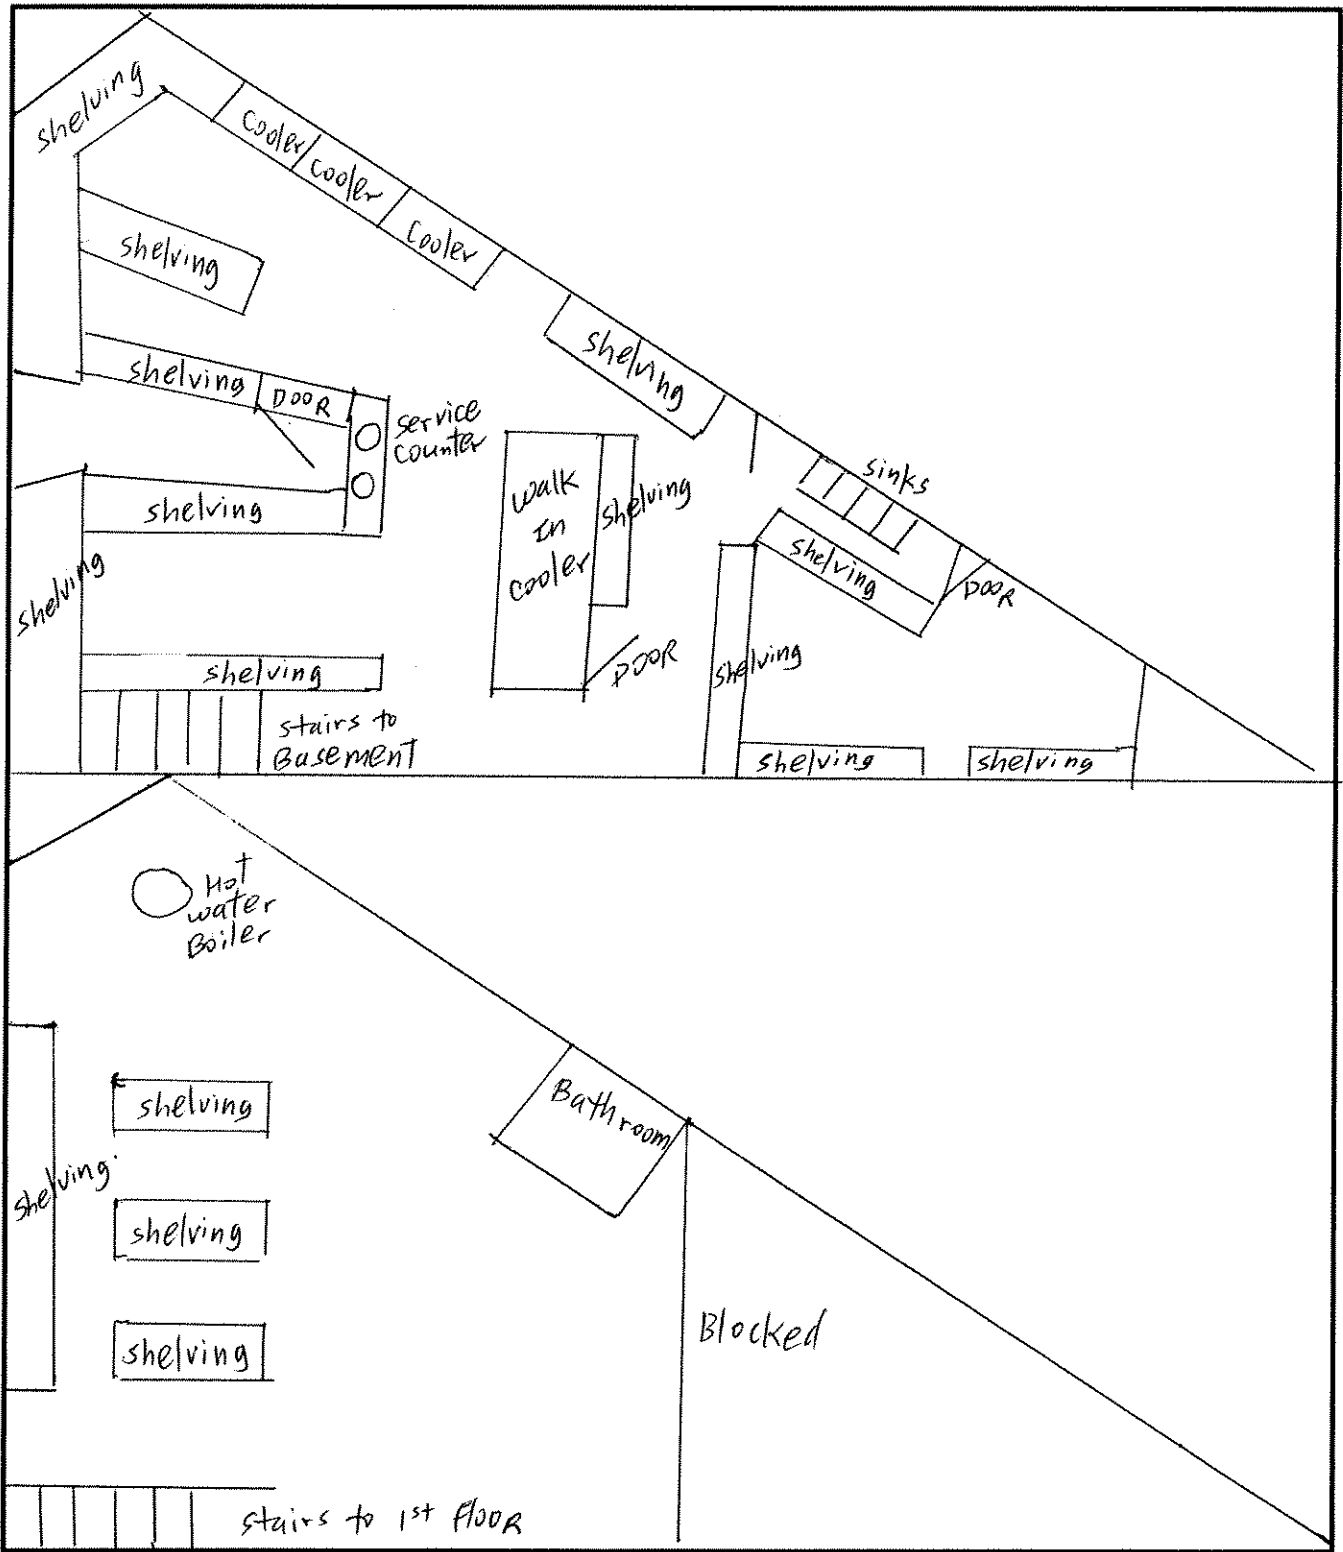 shelving
cooler
cooler
cooler
shelving
shelving
shelving
DOOR
service
counter
sinks
walk
In
cooler
shelving
shelving
shelving
shelving
DOOR
DOOR
shelving
shelving
shelving
stairs to
Basement
shelving
shelving
Hot
water
Boiler
shelving
Bathroom
shelving
shelving
shelving
Blocked
stairs to 1st Floor